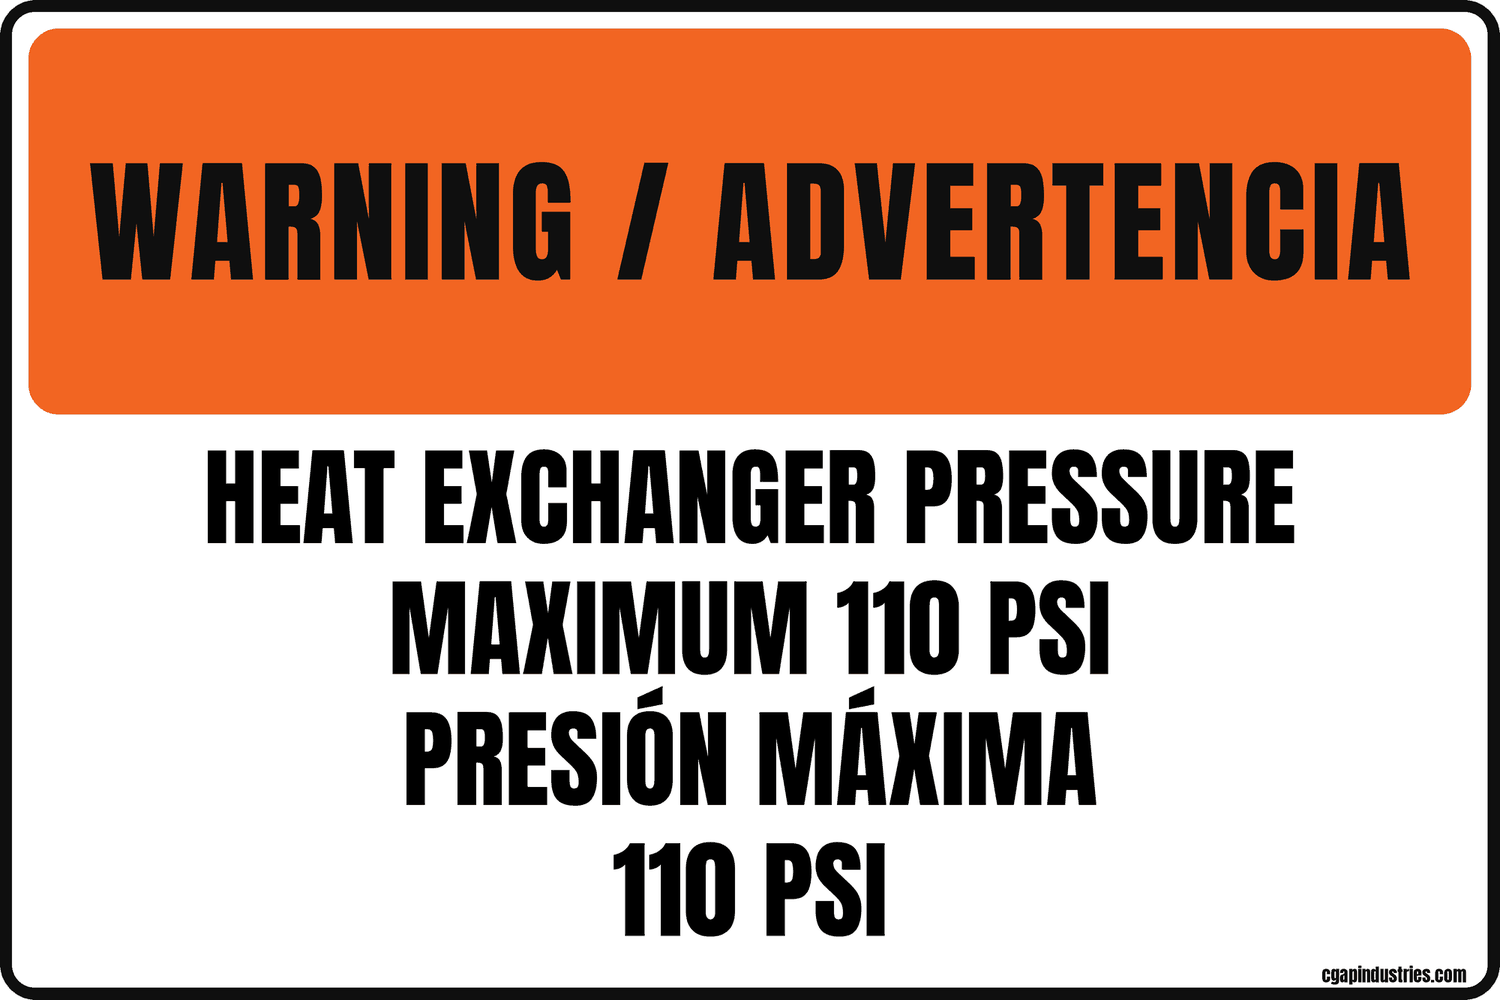 WARNING / ADVERTENCIA
HEAT EXCHANGER PRESSURE
MAXIMUM 110 PSI
PRESIÓN MÁXIMA
110 PSI
cgapindustries.com